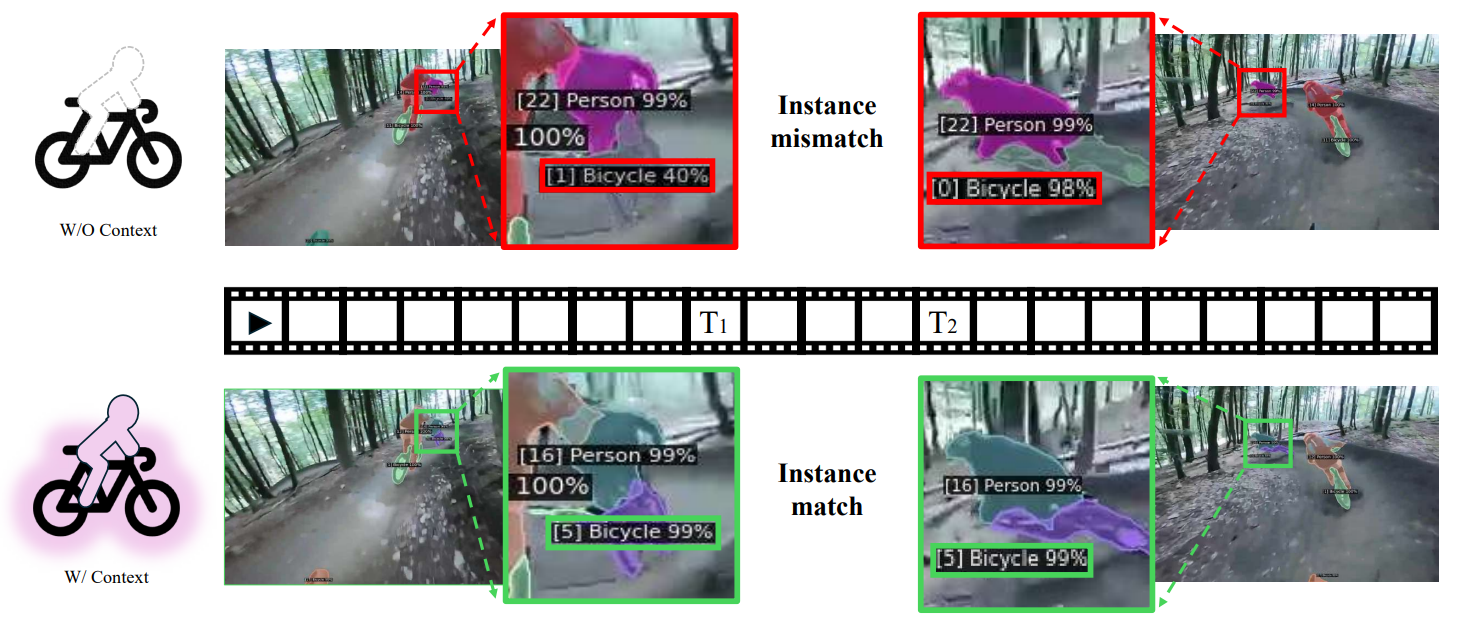 [22] Person 99%
100%
[1] Bicycle 40%
Instance
mismatch
[22] Person 99%
[0] Bicycle 98%
W/O Context
T1
T2
[16] Person 99%
100%
[5] Bicycle 99%
Instance
match
[16] Person 99%
[5] Bicycle 99%
W/ Context